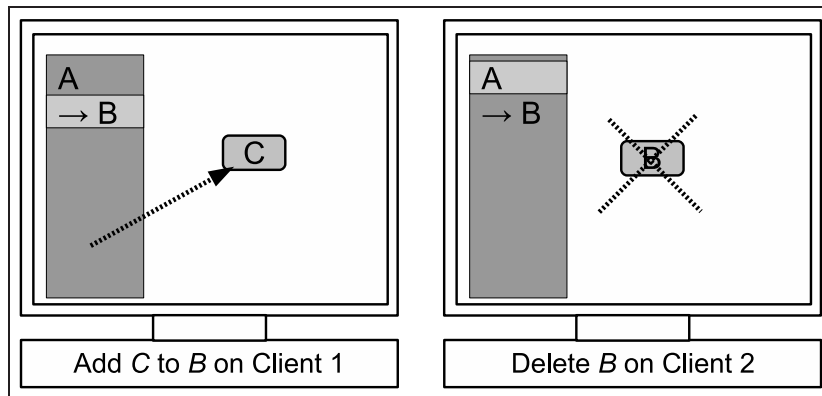 A
→ B
C
Add C to B on Client 1
A
→ B
B
Delete B on Client 2